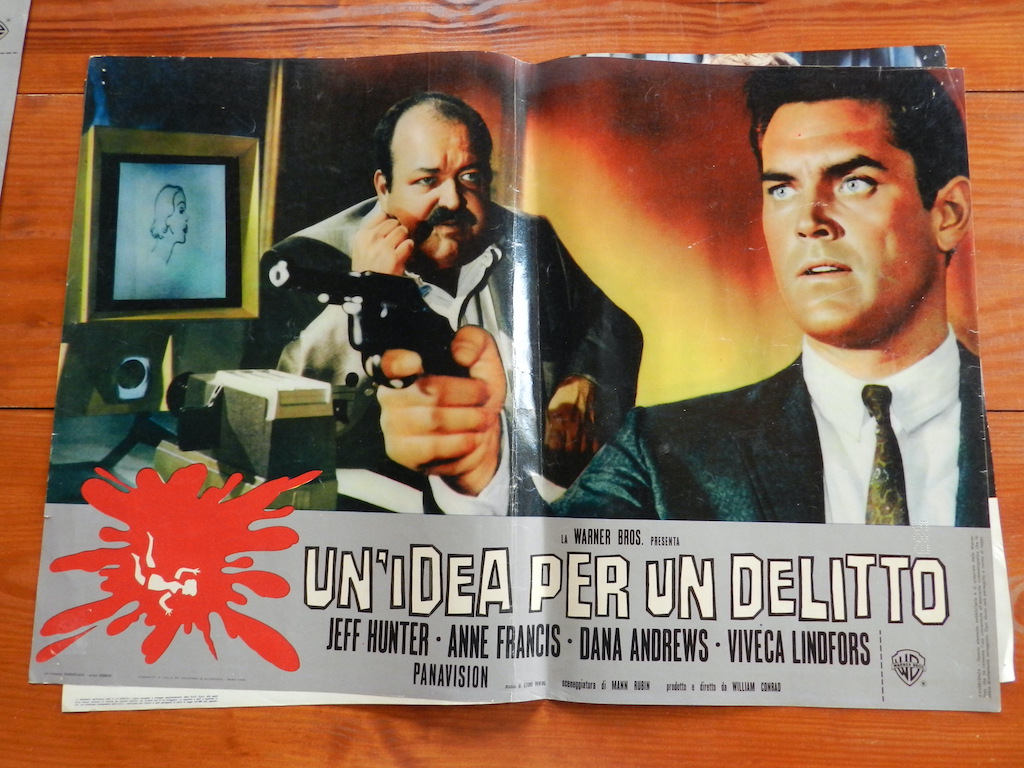 LA WARNER BROS. PRESENTA
UN'IDEA PER UN DELITTO
JEFF HUNTER · ANNE FRANCIS · DANA ANDREWS · VIVECA LINDFORS
PANAVISION
sceneggiatura di MANN RUBIN prodotto e diretto da WILLIAM CONRAD
WB